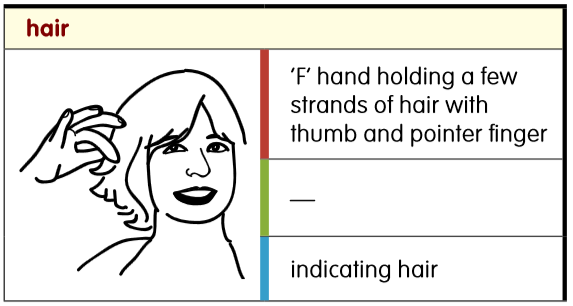 hair
‘F’ hand holding a few
strands of hair with
thumb and pointer finger
—
indicating hair